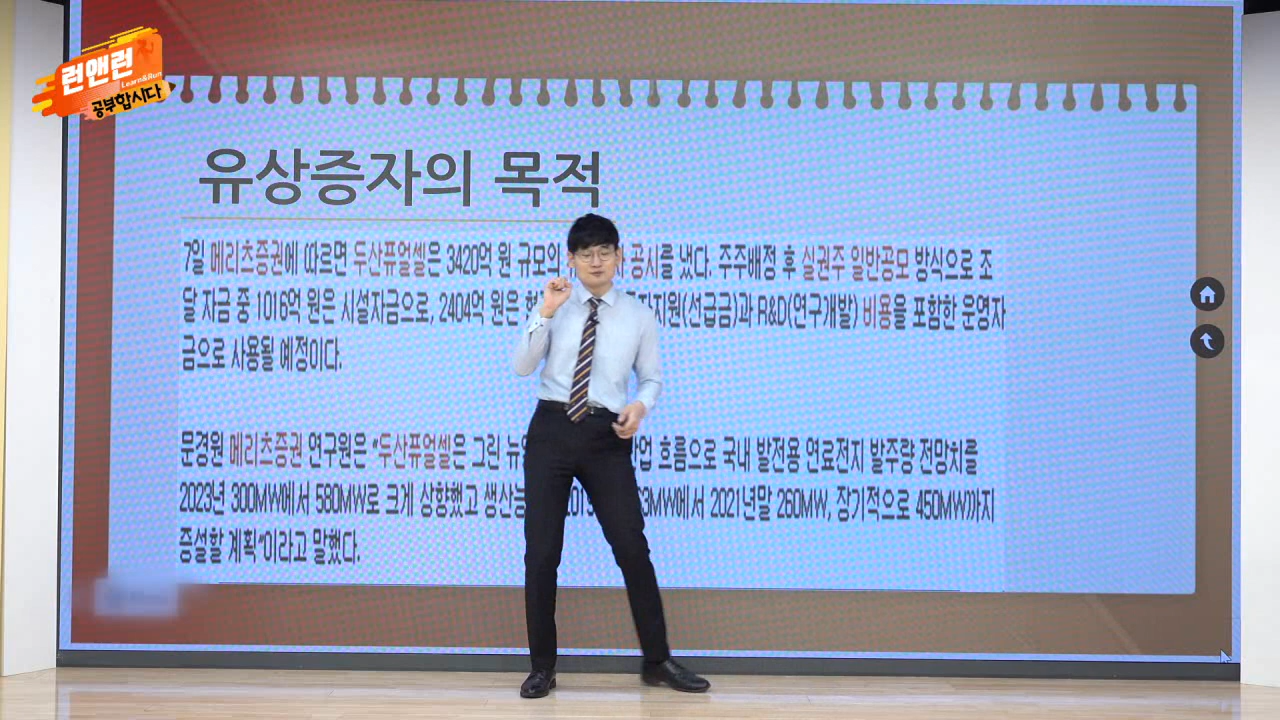 런앤런
Learn&Run
공부합시다
유상증자의 목적
7일 메리츠증권에 따르면 두산퓨얼셀은 3420억 원 규모의 공시를 냈다. 주주배정 후 실권주 일반공모 방식으로 조
달 자금 중 1016억 원은 시설자금으로, 2404억 원은 과 R&D(연구개발) 비용을 포함한 운영자
금으로 사용될 예정이다.
문경원 메리츠증권 연구원은 "두산퓨얼셀은 그린 흐름으로 국내 발전용 연료전지 발주량 전망치를
2023년 300MW에서 580MW로 크게 상향했고 2021년말 260MW, 장기적으로 450MW까지
증설할 계획"이라고 말했다.